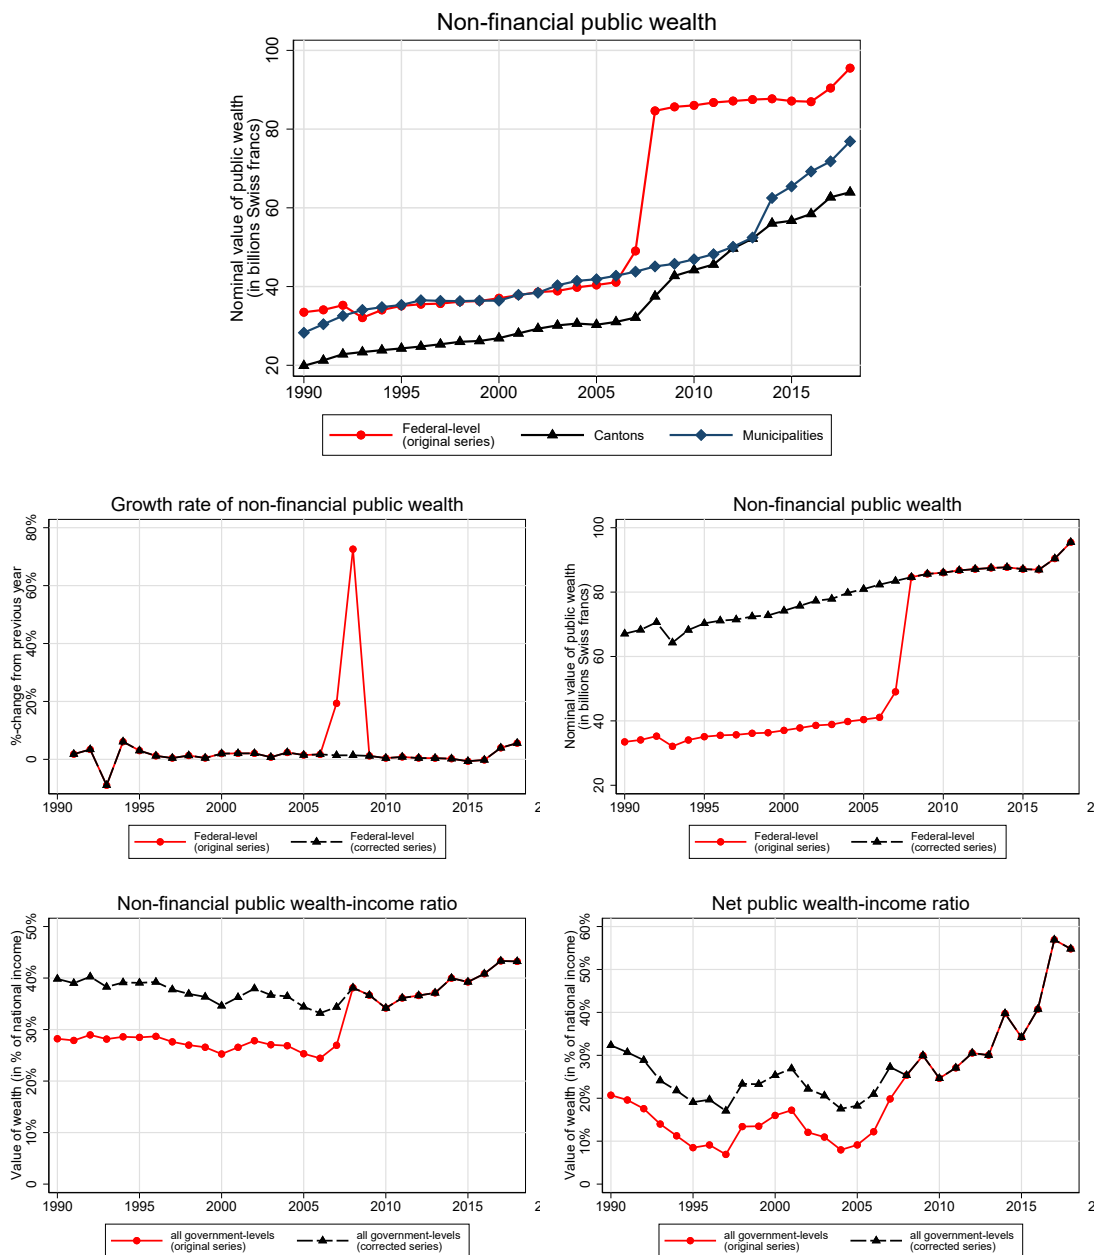 Non-financial public wealth
Nominal value of public wealth
(in billions Swiss francs)
100
80
60
40
20
1990 1995 2000 2005 2010 2015
Federal-level
(original series)
Cantons
Municipalities
Growth rate of non-financial public wealth
%-change from previous year
80%
60%
40%
20%
0
1990 1995 2000 2005 2010 2015 2
Federal-level
(original series)
Federal-level
(corrected series)
Non-financial public wealth
Nominal value of public wealth
(in billions Swiss francs)
100
80
60
40
20
1990 1995 2000 2005 2010 2015 2
Federal-level
(original series)
Federal-level
(corrected series)
Non-financial public wealth-income ratio
Value of wealth (in % of national income)
50%
40%
30%
20%
10%
0
1990 1995 2000 2005 2010 2015 2
all government-levels
(original series)
all government-levels
(corrected series)
Net public wealth-income ratio
Value of wealth (in % of national income)
60%
50%
40%
30%
20%
10%
0
1990 1995 2000 2005 2010 2015 2
all government-levels
(original series)
all government-levels
(corrected series)